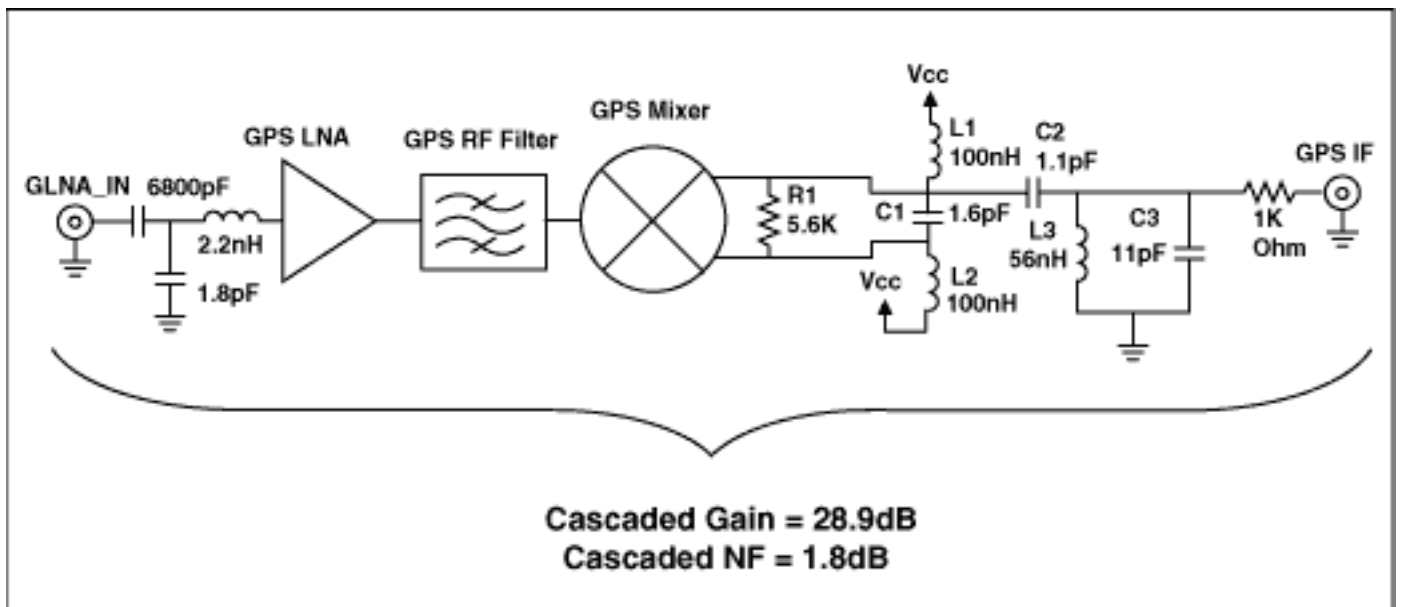 GLNA_IN
6800pF
2.2nH
1.8pF
GPS LNA
GPS RF Filter
GPS Mixer
R1
5.6K
Vcc
L1
100nH
C1
1.6pF
Vcc
L2
100nH
C2
1.1pF
L3
56nH
C3
11pF
1K
Ohm
GPS IF
Cascaded Gain = 28.9dB
Cascaded NF = 1.8dB